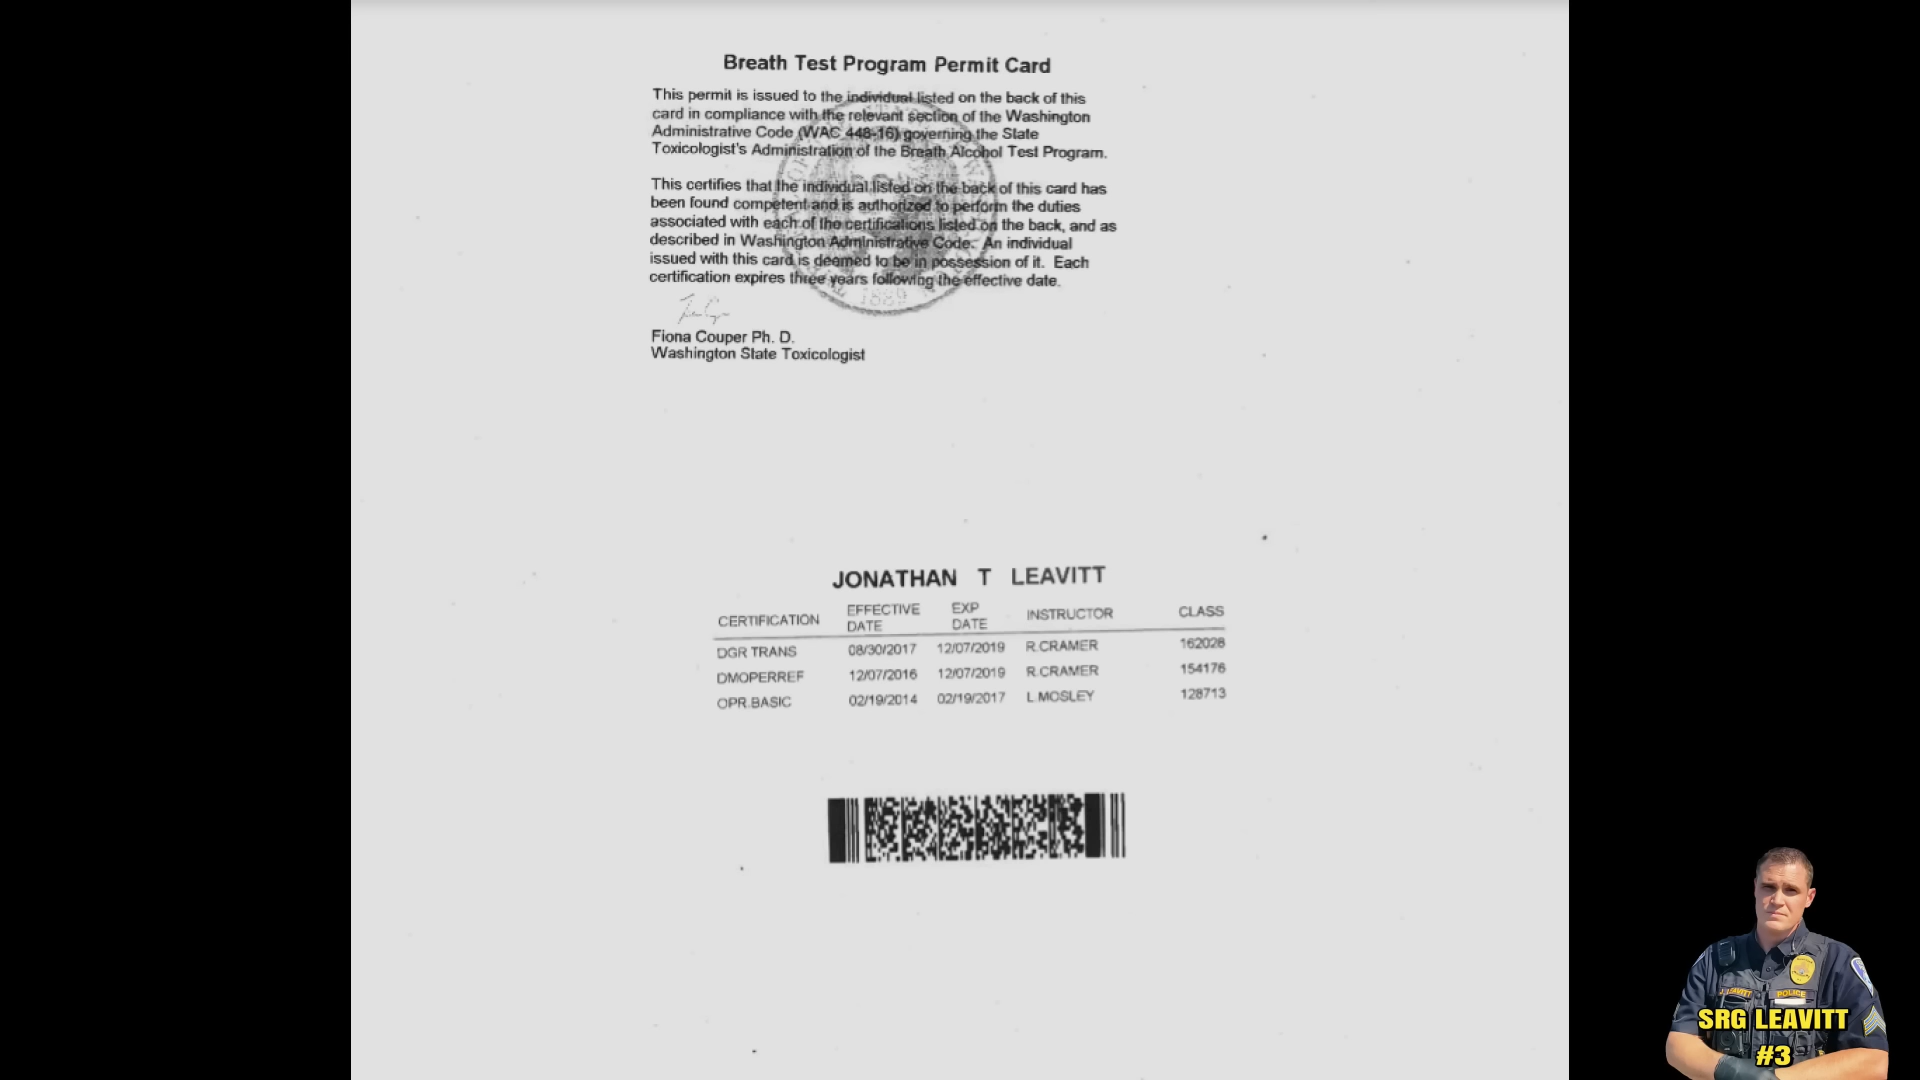 Breath Test Program Permit Card
This permit is issued to the individual listed on the back of this
card in compliance with the relevant section of the Washington
Administrative Code (WAC 448-16) governing the State
Toxicologist's Administration of the Breath Alcohol Test Program.
This certifies that the individual listed on the back of this card has
been found competent and is authorized to perform the duties
associated with each of the certifications listed on the back, and as
described in Washington Administrative Code. An individual
issued with this card is deemed to be in possession of it. Each
certification expires three years following the effective date.
1889
Fiona Couper Ph. D.
Washington State Toxicologist
JONATHAN T LEAVITT
CERTIFICATION EFFECTIVE DATE EXP DATE INSTRUCTOR CLASS
DGR TRANS 08/30/2017 12/07/2019 R.CRAMER 162028
DMOPERREF 12/07/2016 12/07/2019 R.CRAMER 154176
OPR.BASIC 02/19/2014 02/19/2017 L.MOSLEY 128713
LEAVITT
POLICE
SRG LEAVITT
#3